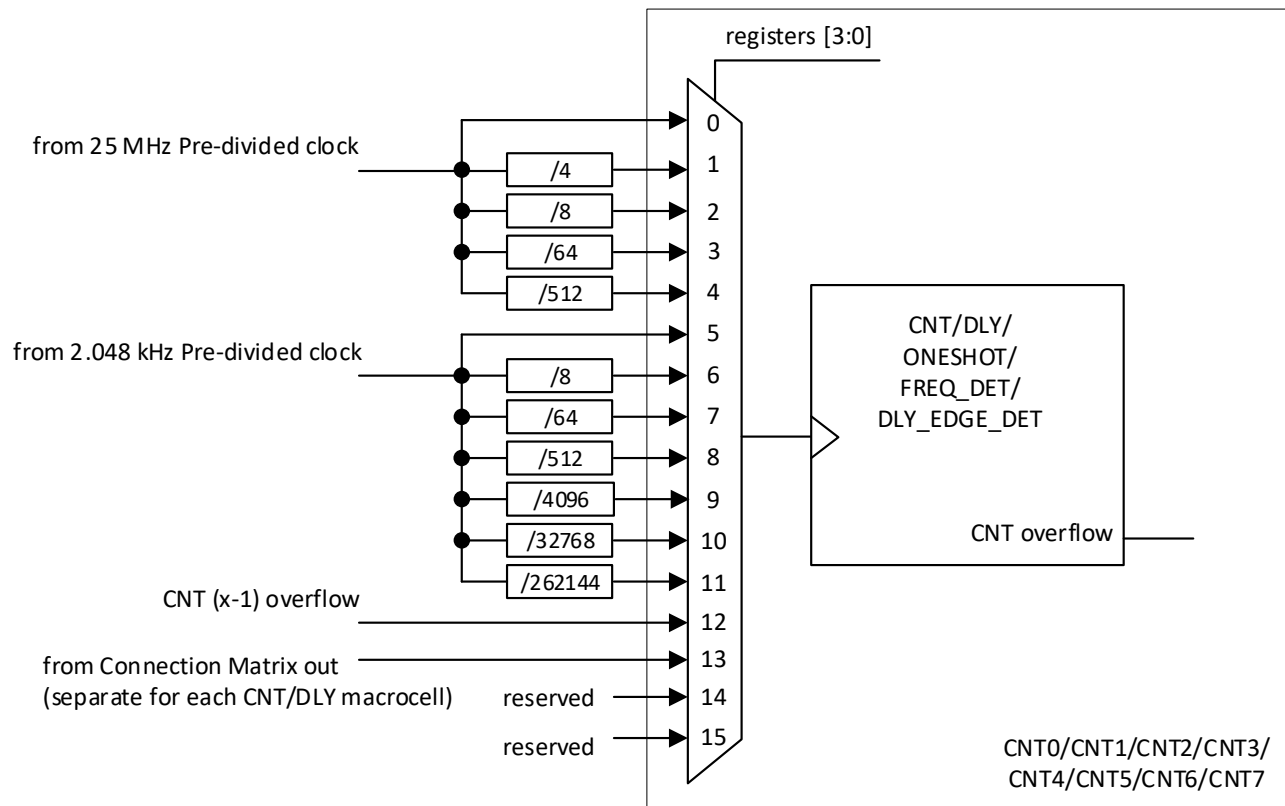 registers [3:0]
from 25 MHz Pre-divided clock
0
/4
1
/8
2
/64
3
/512
4
from 2.048 kHz Pre-divided clock
5
/8
6
/64
7
/512
8
/4096
9
/32768
10
/262144
11
CNT (x-1) overflow
12
from Connection Matrix out
(separate for each CNT/DLY macrocell)
13
reserved
14
reserved
15
CNT/DLY/
ONESHOT/
FREQ_DET/
DLY_EDGE_DET
CNT overflow
CNT0/CNT1/CNT2/CNT3/
CNT4/CNT5/CNT6/CNT7